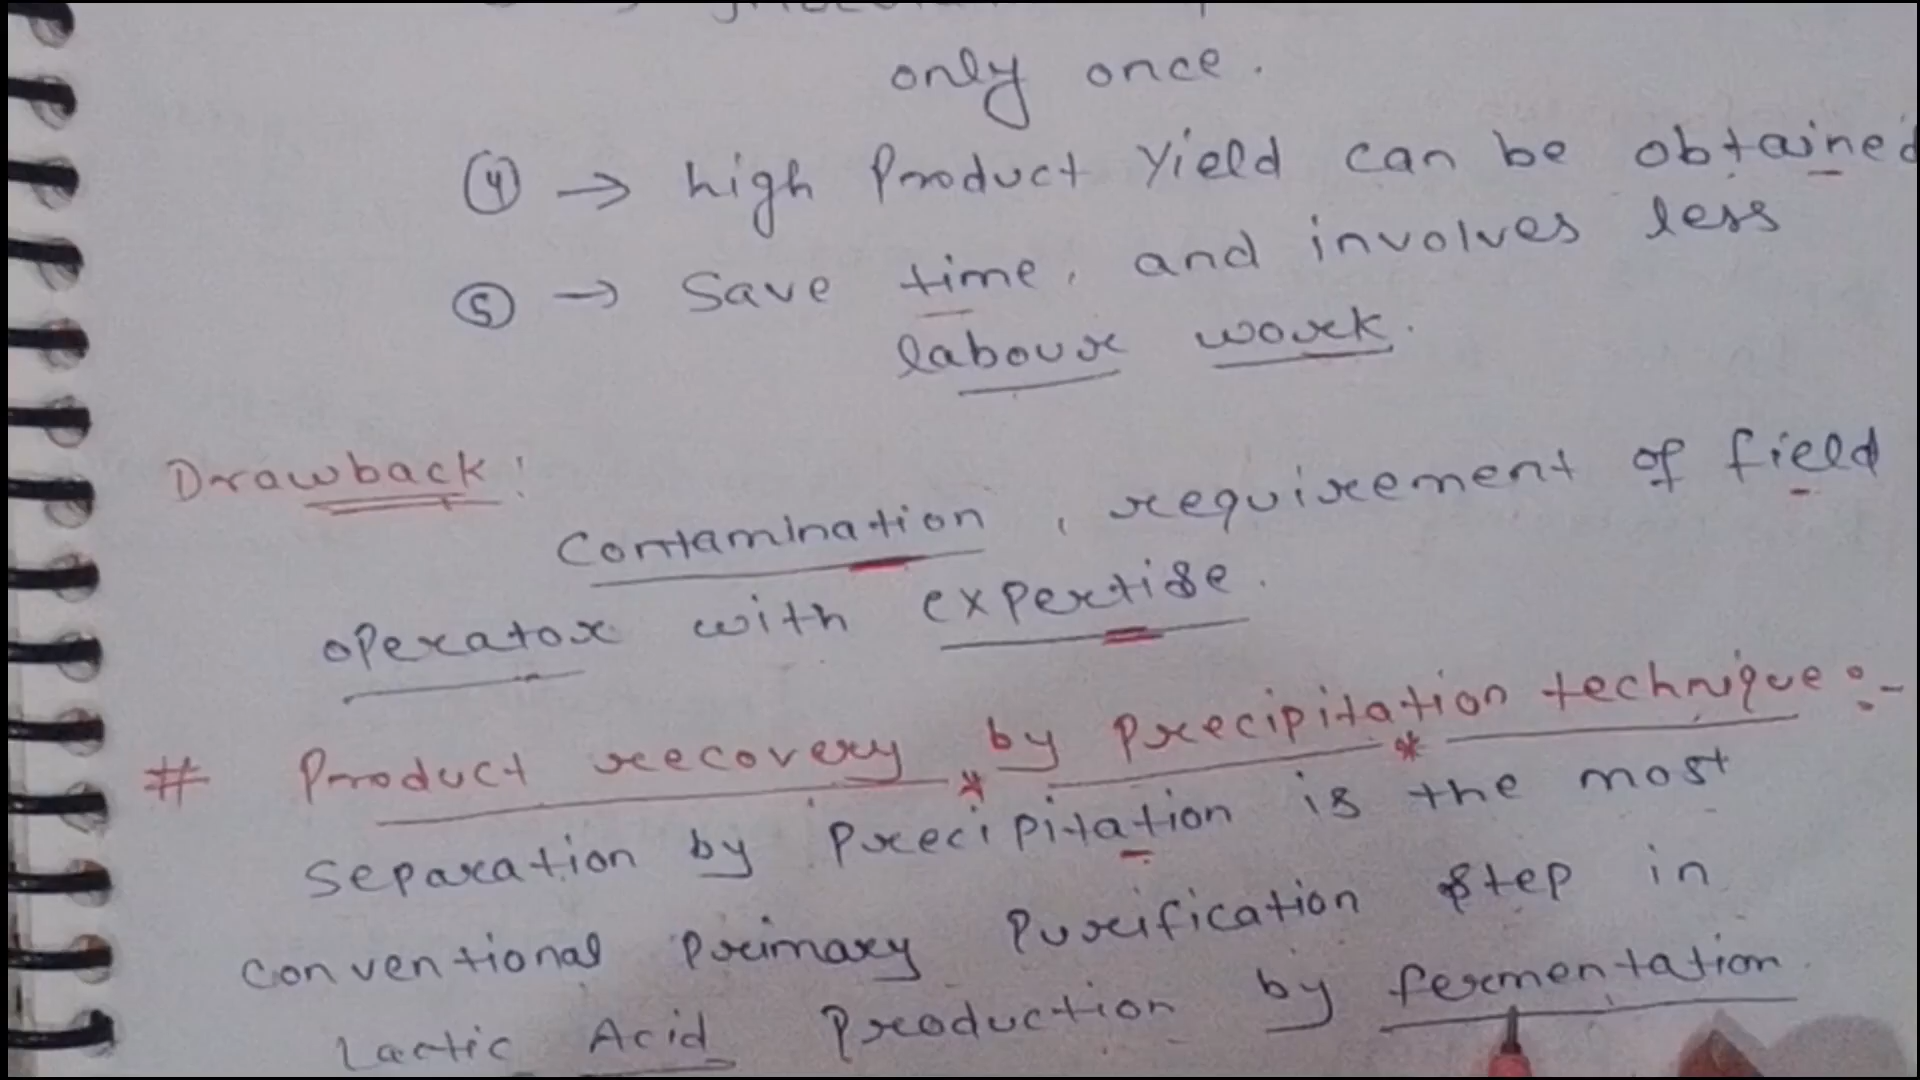 only once.
④ → high Product Yield can be obtained
⑤ → Save time, and involves less
labour work.
Drawback:
Contamination, requirement of field
operator with expertise.
# Product recovery by Precipitation technique :-
Separation by Precipitation is the most
conventional Primary Purification step in
Lactic Acid Production by fermentation